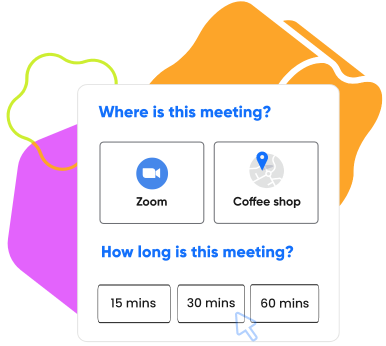 Where is this meeting?
Zoom
Coffee shop
How long is this meeting?
15 mins
30 mins
60 mins